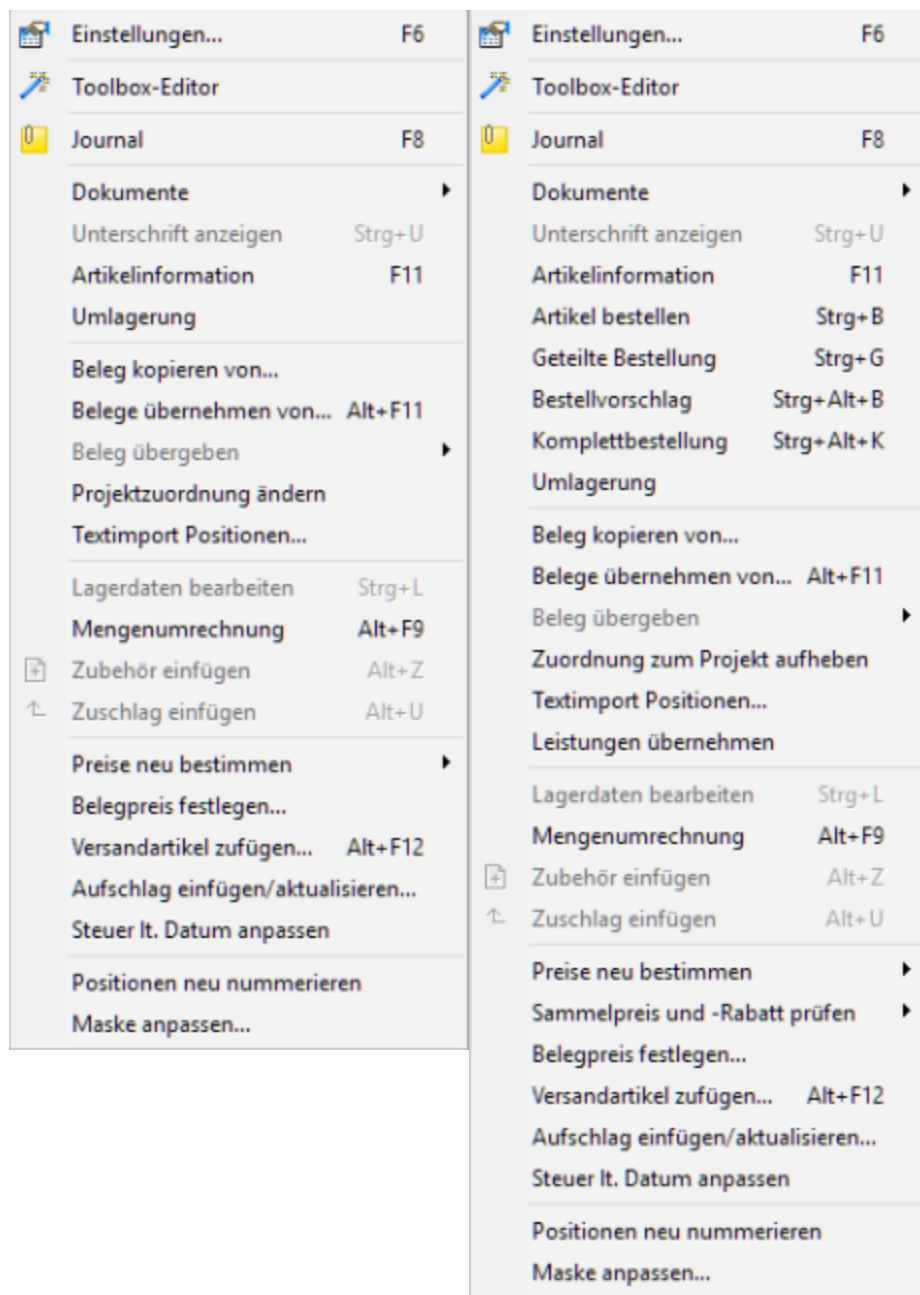 Einstellungen... F6
Toolbox-Editor
Journal F8
Dokumente
Unterschrift anzeigen Strg+U
Artikelinformation F11
Umlagerung
Beleg kopieren von...
Belege übernehmen von... Alt+F11
Beleg übergeben
Projektzuordnung ändern
Textimport Positionen...
Lagerdaten bearbeiten Strg+L
Mengenumrechnung Alt+F9
Zubehör einfügen Alt+Z
Zuschlag einfügen Alt+U
Preise neu bestimmen
Belegpreis festlegen...
Versandartikel zufügen... Alt+F12
Aufschlag einfügen/aktualisieren...
Steuer lt. Datum anpassen
Positionen neu nummerieren
Maske anpassen...
Einstellungen... F6
Toolbox-Editor
Journal F8
Dokumente
Unterschrift anzeigen Strg+U
Artikelinformation F11
Artikel bestellen Strg+B
Geteilte Bestellung Strg+G
Bestellvorschlag Strg+Alt+B
Komplettbestellung Strg+Alt+K
Umlagerung
Beleg kopieren von...
Belege übernehmen von... Alt+F11
Beleg übergeben
Zuordnung zum Projekt aufheben
Textimport Positionen...
Leistungen übernehmen
Lagerdaten bearbeiten Strg+L
Mengenumrechnung Alt+F9
Zubehör einfügen Alt+Z
Zuschlag einfügen Alt+U
Preise neu bestimmen
Sammelpreis und -Rabatt prüfen
Belegpreis festlegen...
Versandartikel zufügen... Alt+F12
Aufschlag einfügen/aktualisieren...
Steuer lt. Datum anpassen
Positionen neu nummerieren
Maske anpassen...